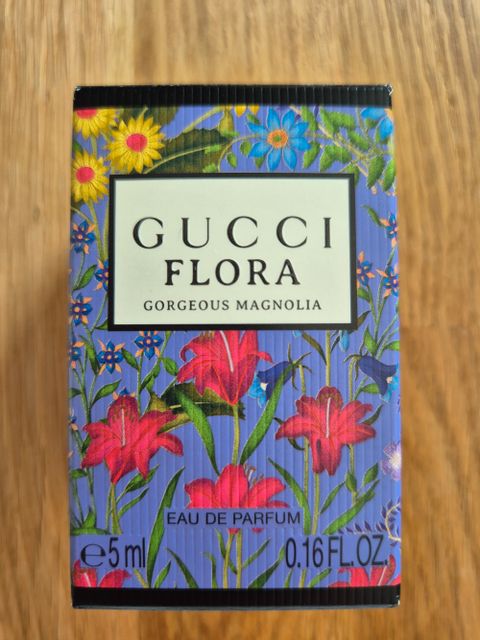 GUCCI
FLORA
GORGEOUS MAGNOLIA
EAU DE PARFUM
℮5 ml 0.16 FL.OZ.